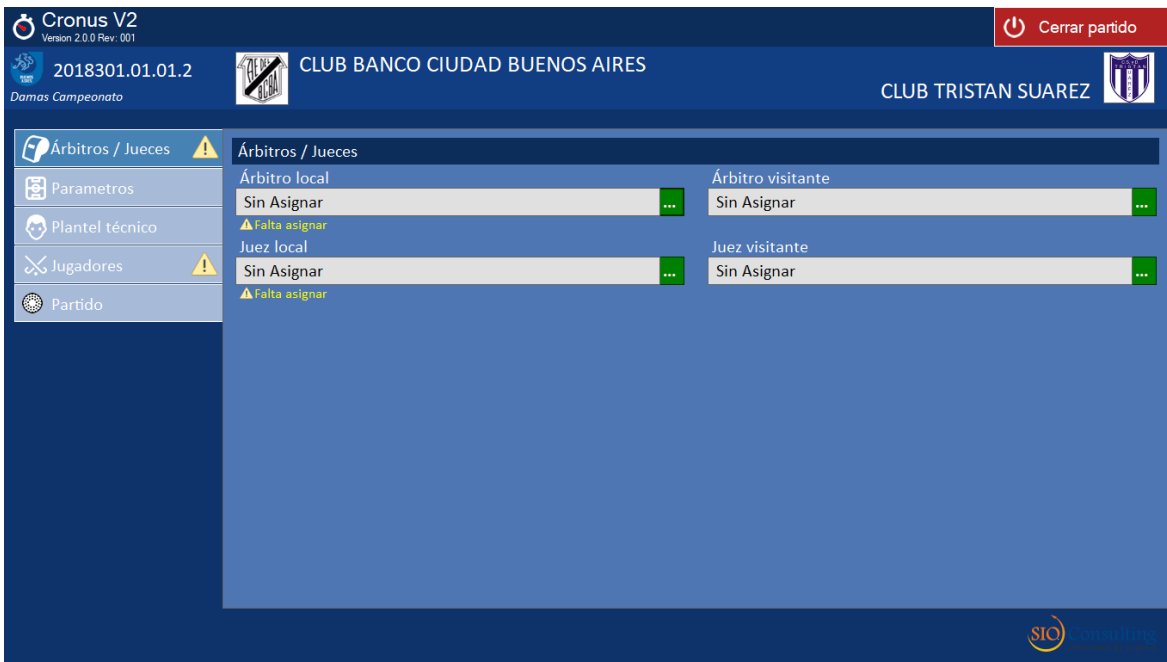 Cronus V2
Version 2.0.0 Rev: 001
Cerrar partido
2018301.01.01.2
Damas Campeonato
CLUB BANCO CIUDAD BUENOS AIRES
CLUB TRISTAN SUAREZ
Árbitros / Jueces
Parametros
Plantel técnico
Jugadores
Partido
Árbitros / Jueces
Árbitro local
Sin Asignar
...
Falta asignar
Árbitro visitante
Sin Asignar
...
Juez local
Sin Asignar
...
Falta asignar
Juez visitante
Sin Asignar
...
SIO Consulting